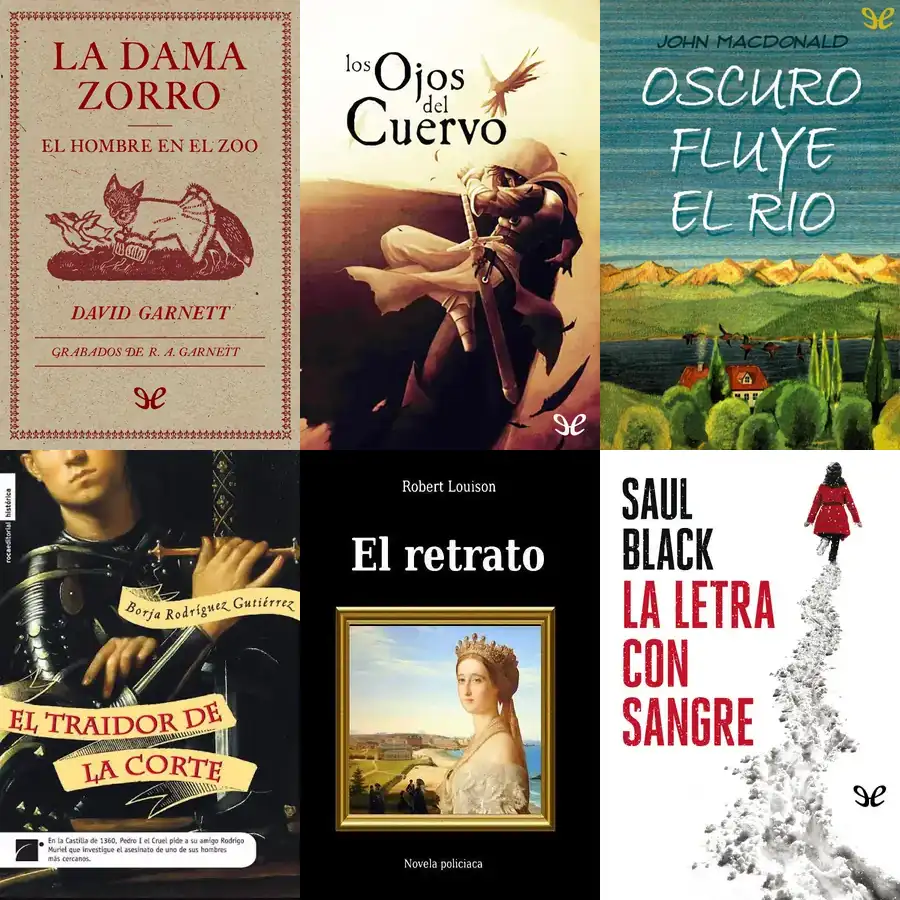 LA DAMA
ZORRO
EL HOMBRE EN EL ZOO
DAVID GARNETT
GRABADOS DE R. A. GARNETT
los Ojos
del
Cuervo
JOHN MACDONALD
OSCURO
FLUYE
EL RIO
rocaeditorial histórica
Borja Rodríguez Gutiérrez
EL TRAIDOR DE
LA CORTE
En la Castilla de 1360, Pedro I el Cruel pide a su amigo Rodrigo
Muriel que investigue el asesinato de uno de sus hombres
más cercanos.
Robert Louison
El retrato
Novela policiaca
SAUL
BLACK
LA LETRA
CON
SANGRE